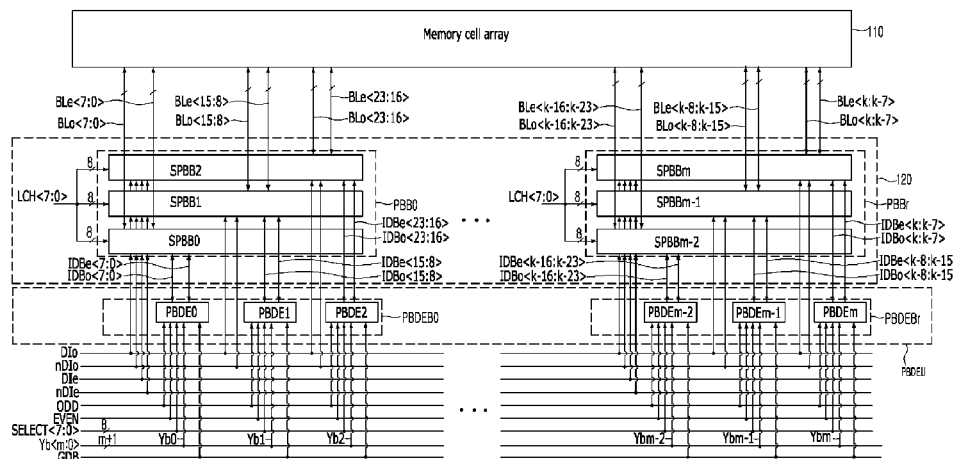 Memory cell array
110
BLe<7:0>
BLo<7:0>
BLe<15:8>
BLo<15:8>
BLe<23:16>
BLo<23:16>
BLe<k-16:k-23>
BLo<k-16:k-23>
BLe<k-8:k-15>
BLo<k-8:k-15>
BLe<k:k-7>
BLo<k:k-7>
LCH<7:0>
8
8
8
SPBB2
SPBB1
SPBB0
PBB0
IDBe<23:16>
IDBo<23:16>
IDBe<7:0>
IDBo<7:0>
IDBe<15:8>
IDBo<15:8>
LCH<7:0>
8
8
8
SPBBm
SPBBm-1
SPBBm-2
120
PBBr
IDBe<k:k-7>
IDBo<k:k-7>
IDBe<k-16:k-23>
IDBo<k-16:k-23>
IDBe<k-8:k-15
IDBo<k-8:k-15
PBDE0
PBDE1
PBDE2
PBDEB0
PBDEm-2
PBDEm-1
PBDEm
PBDEBr
PBDEU
DIo
nDIo
DIe
nDIe
ODD
EVEN
SELECT<7:0>
8
Yb<m:0>
m+1
GDB
Yb0
Yb1
Yb2
Ybm-2
Ybm-1
Ybm